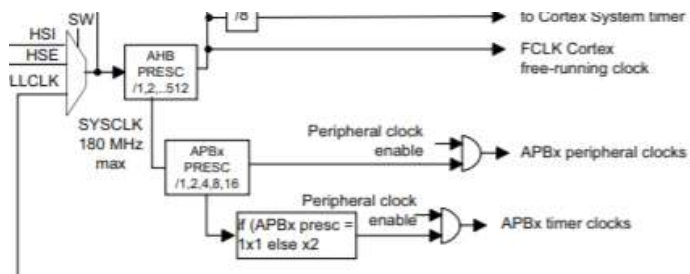 SW
/8
to Cortex System timer
HSI
HSE
LLCLK
AHB
PRESC
/1,2,..512
FCLK Cortex
free-running clock
SYSCLK
180 MHz
max
APBx
PRESC
/1,2,4,8,16
Peripheral clock
enable
APBx peripheral clocks
Peripheral clock
enable
if (APBx presc =
1x1 else x2
APBx timer clocks